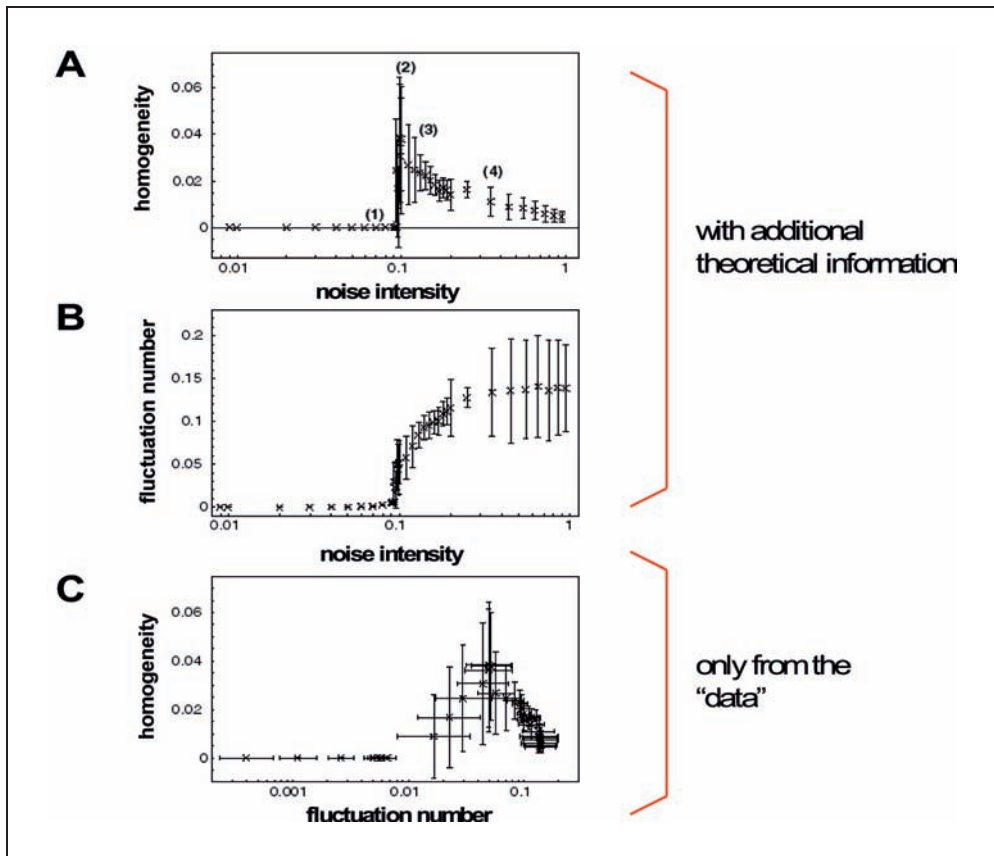 A
homogeneity
0.06
0.04
0.02
0
(1)
(2)
(3)
(4)
0.01
0.1
1
noise intensity
with additional
theoretical information
B
fluctuation number
0.2
0.15
0.1
0.05
0
0.01
0.1
1
noise intensity
C
homogeneity
0.06
0.04
0.02
0
0.001
0.01
0.1
fluctuation number
only from the
“data”